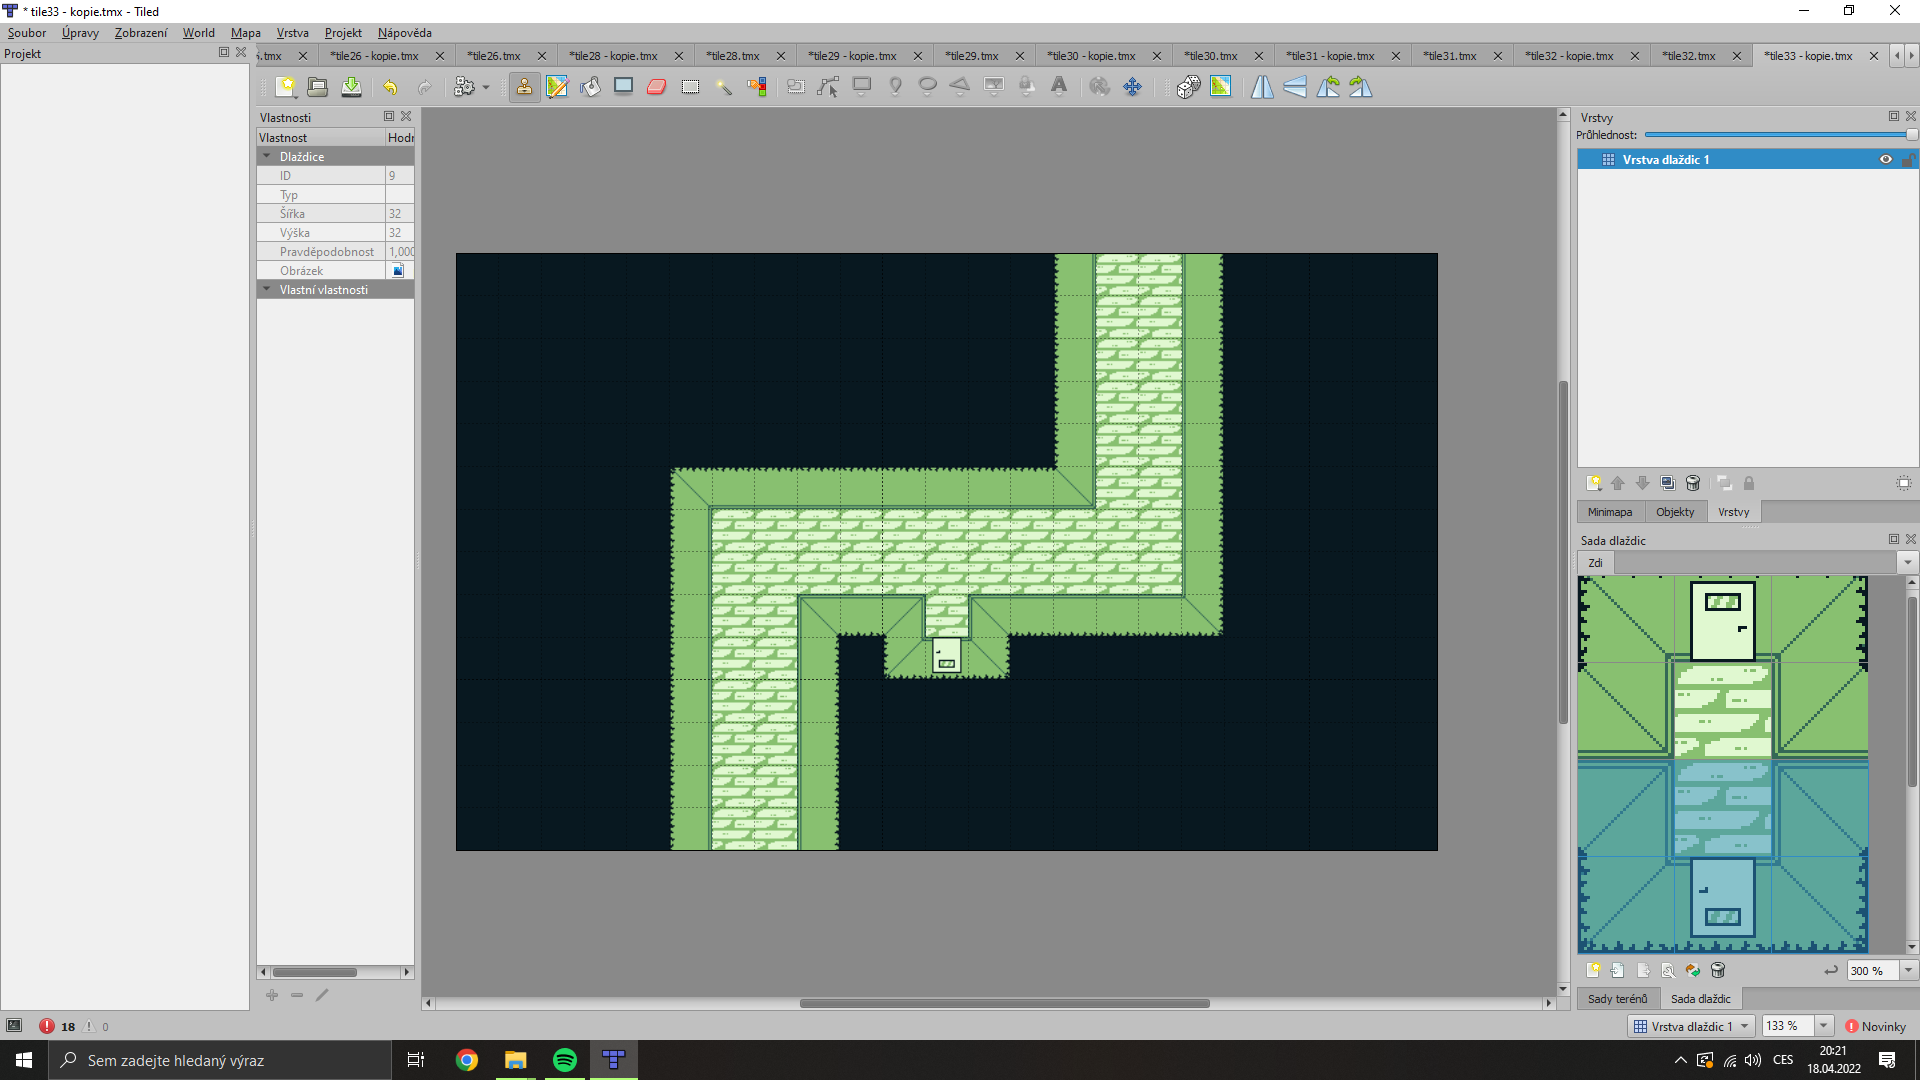 * tile33 - kopie.tmx - Tiled
Soubor Úpravy Zobrazení World Mapa Vrstva Projekt Nápověda
Projekt
.tmx *tile26 - kopie.tmx *tile26.tmx *tile28 - kopie.tmx *tile28.tmx *tile29 - kopie.tmx *tile29.tmx *tile30 - kopie.tmx *tile30.tmx *tile31 - kopie.tmx *tile31.tmx *tile32 - kopie.tmx *tile32.tmx *tile33 - kopie.tmx
Vlastnosti
Vlastnost Hodr
Dlaždice
ID 9
Typ
Šířka 32
Výška 32
Pravděpodobnost 1,000
Obrázek
Vlastní vlastnosti
Vrstvy
Průhlednost:
Vrstva dlaždic 1
Minimapa Objekty Vrstvy
Sada dlaždic
Zdi
300 %
Sady terénů Sada dlaždic
18 0
Vrstva dlaždic 1 133 % Novinky
Sem zadejte hledaný výraz
CES
20:21
18.04.2022